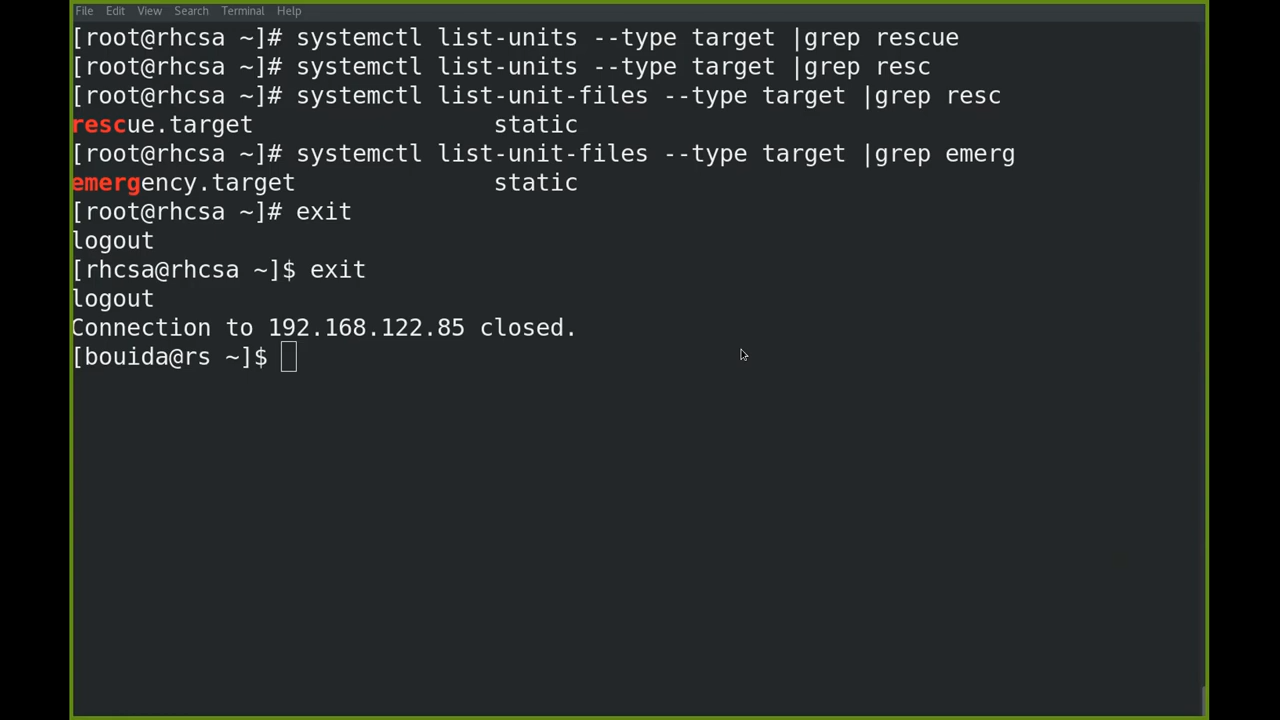 File Edit View Search Terminal Help
[root@rhcsa ~]# systemctl list-units --type target |grep rescue
[root@rhcsa ~]# systemctl list-units --type target |grep resc
[root@rhcsa ~]# systemctl list-unit-files --type target |grep resc
rescue.target                 static
[root@rhcsa ~]# systemctl list-unit-files --type target |grep emerg
emergency.target              static
[root@rhcsa ~]# exit
logout
[rhcsa@rhcsa ~]$ exit
logout
Connection to 192.168.122.85 closed.
[bouida@rs ~]$